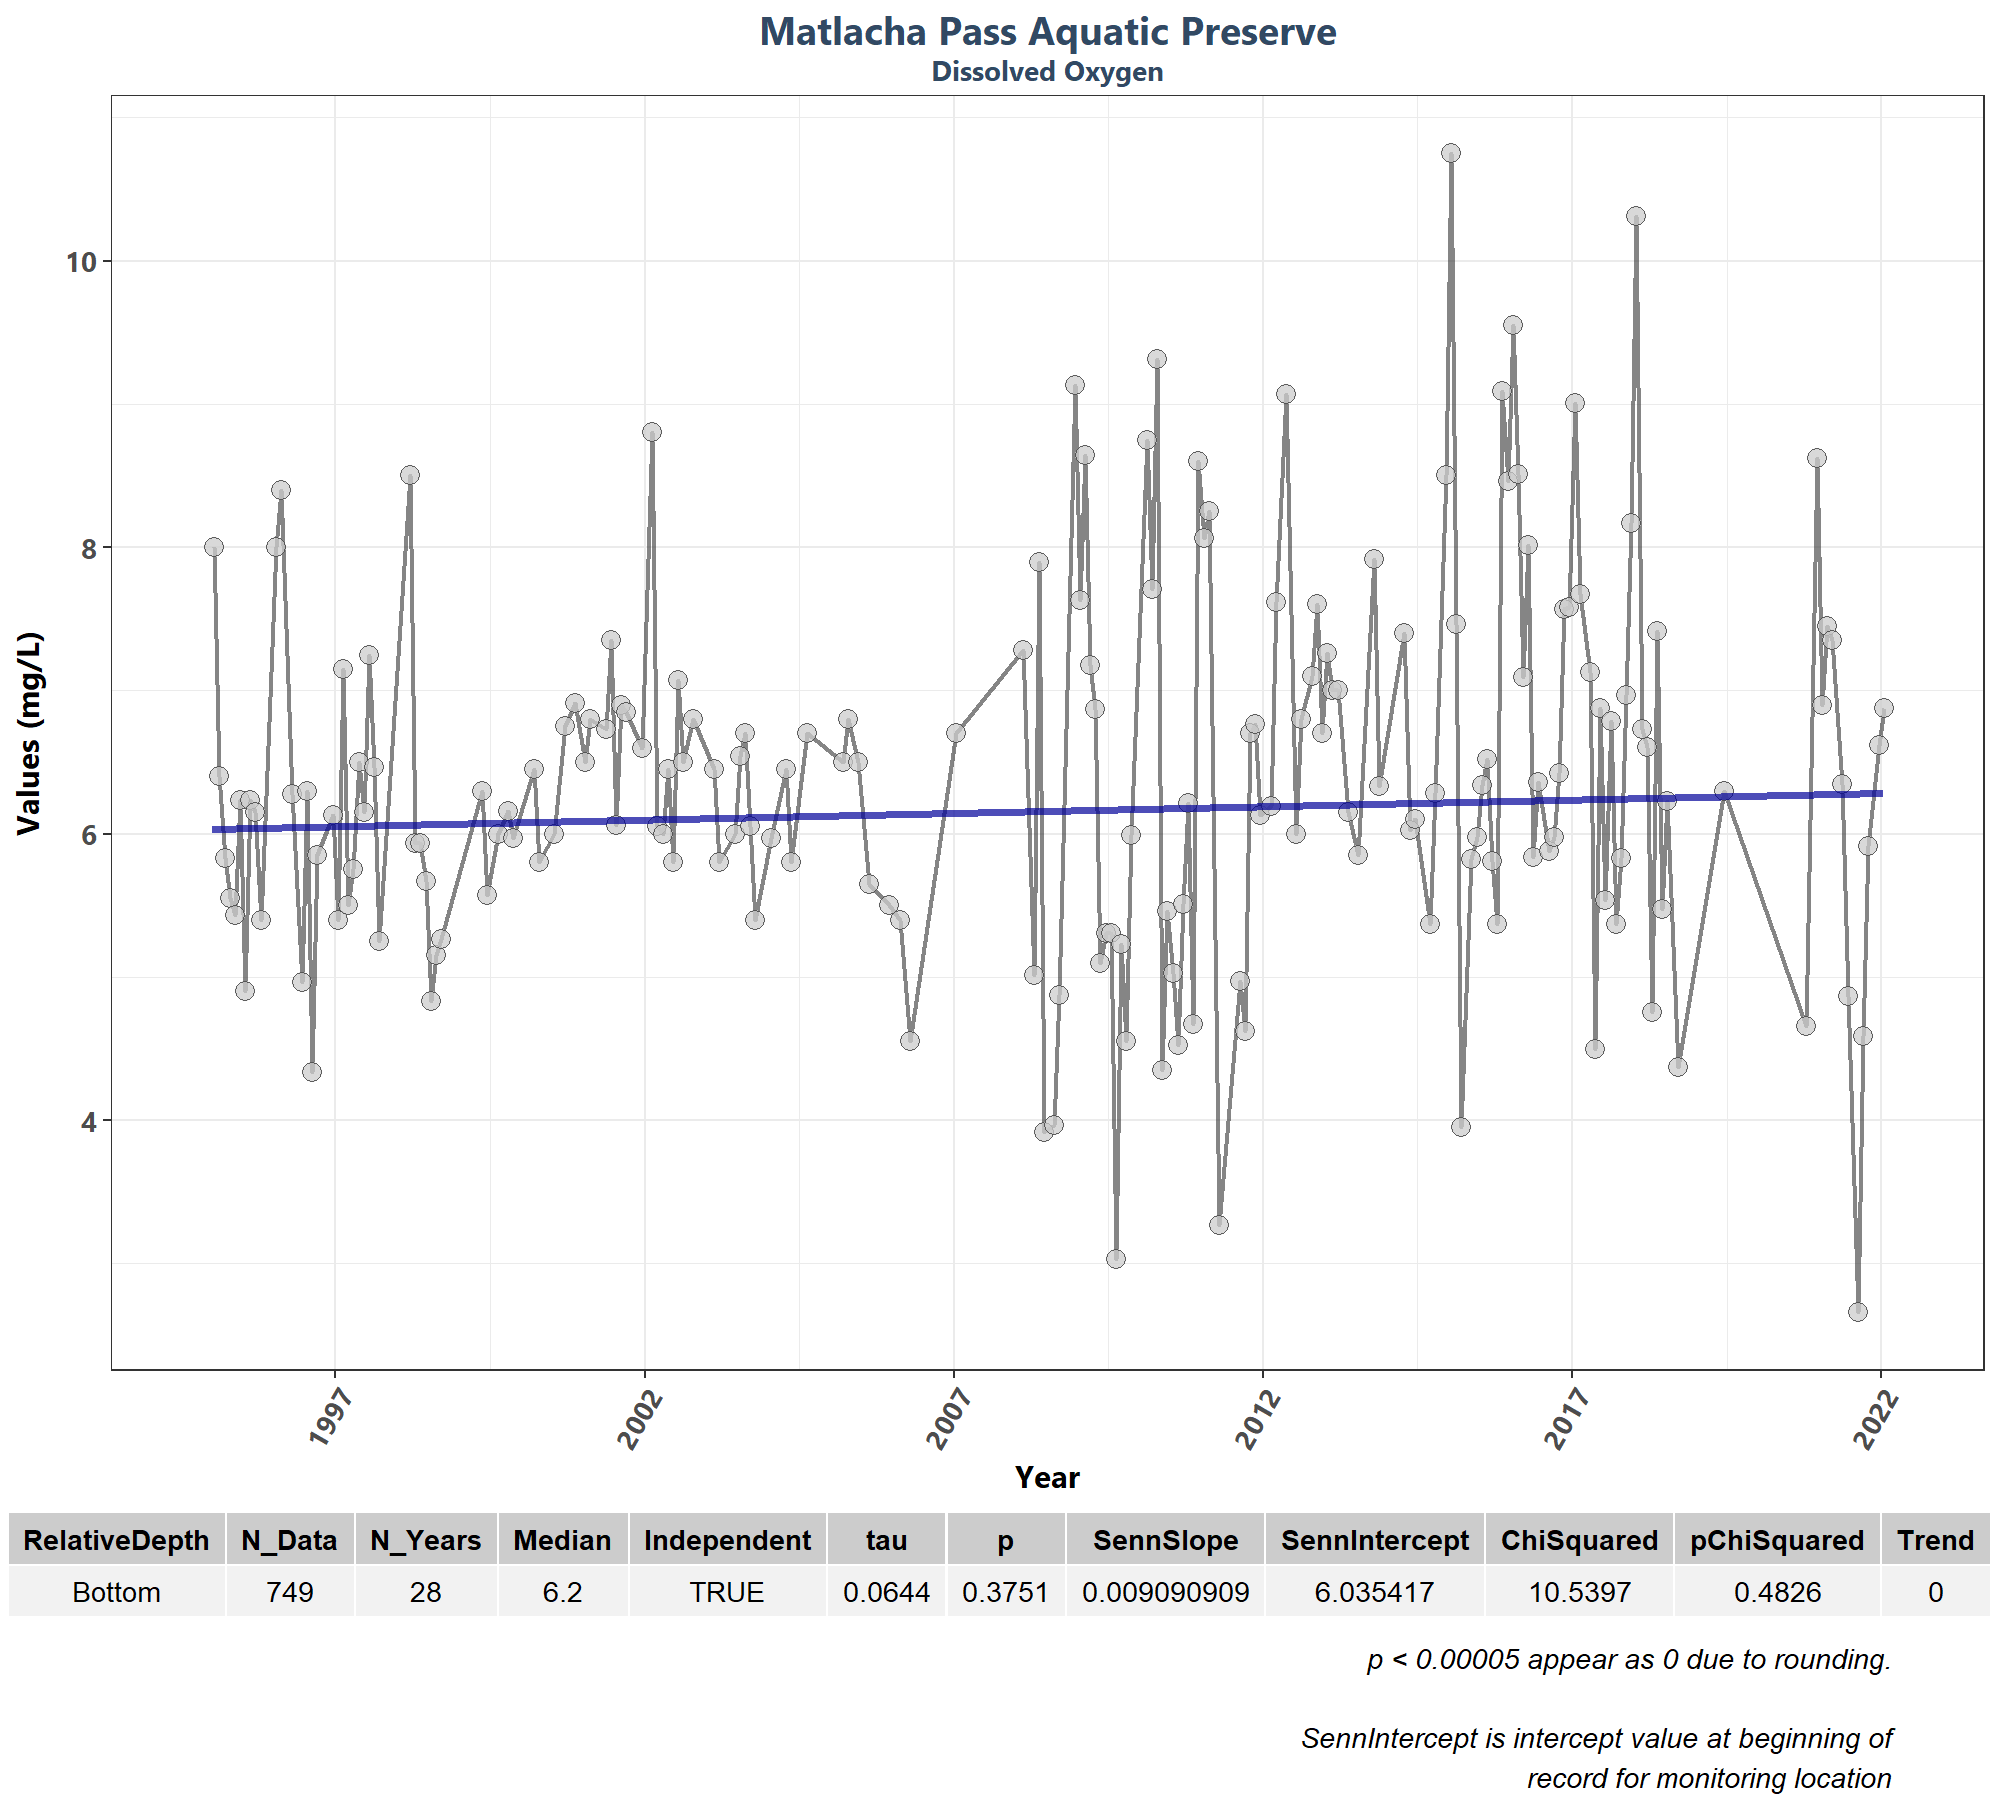 Matlacha Pass Aquatic Preserve
Dissolved Oxygen
Values (mg/L)
10
8
6
4
1997 2002 2007 2012 2017 2022
Year
RelativeDepth N_Data N_Years Median Independent tau p SennSlope SennIntercept ChiSquared pChiSquared Trend
Bottom 749 28 6.2 TRUE 0.0644 0.3751 0.009090909 6.035417 10.5397 0.4826 0
p < 0.00005 appear as 0 due to rounding.
SennIntercept is intercept value at beginning of
record for monitoring location